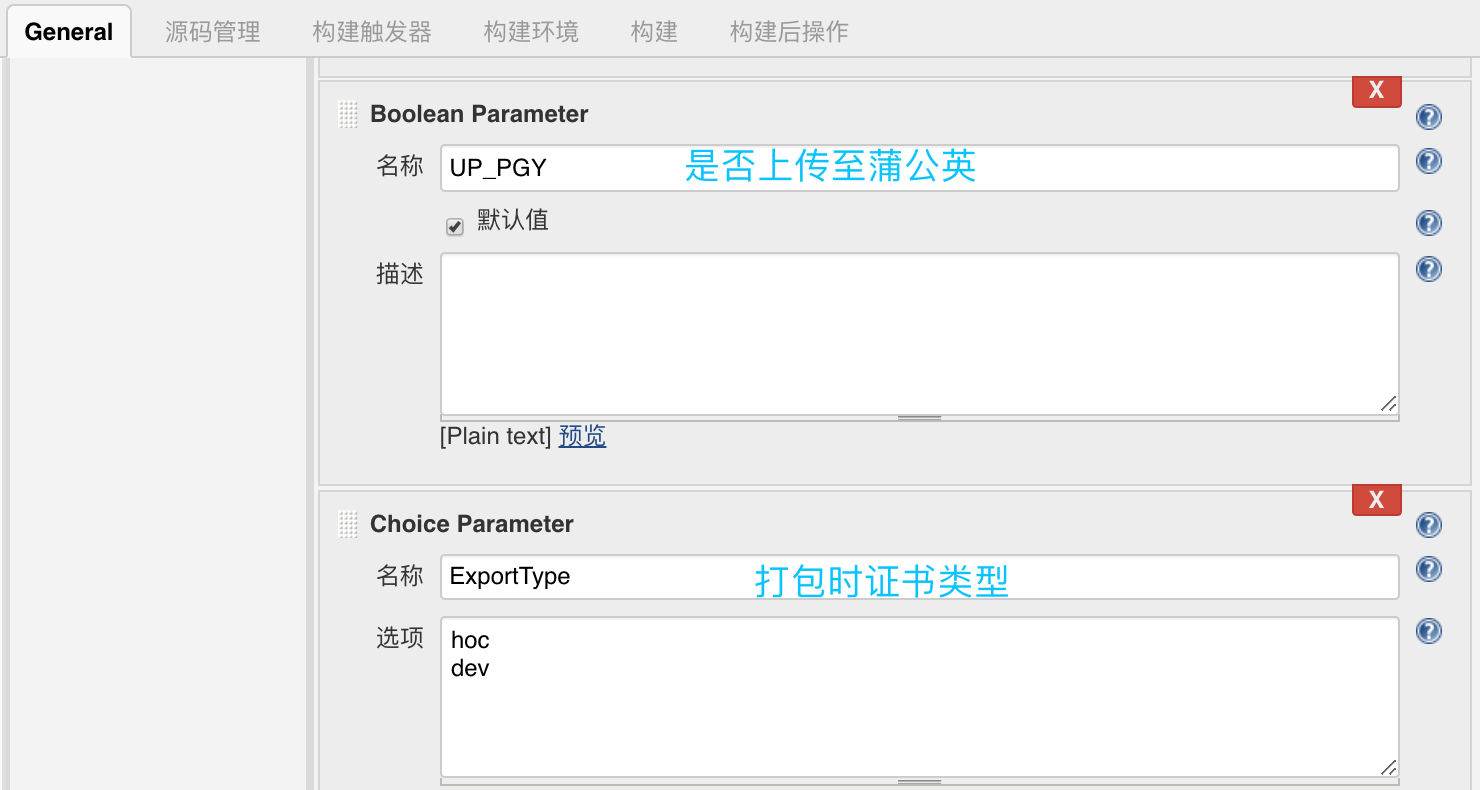 General 源码管理 构建触发器 构建环境 构建 构建后操作
X
Boolean Parameter
名称 UP_PGY 是否上传至蒲公英
默认值
描述
[Plain text] 预览
X
Choice Parameter
名称 ExportType 打包时证书类型
选项 hoc
dev